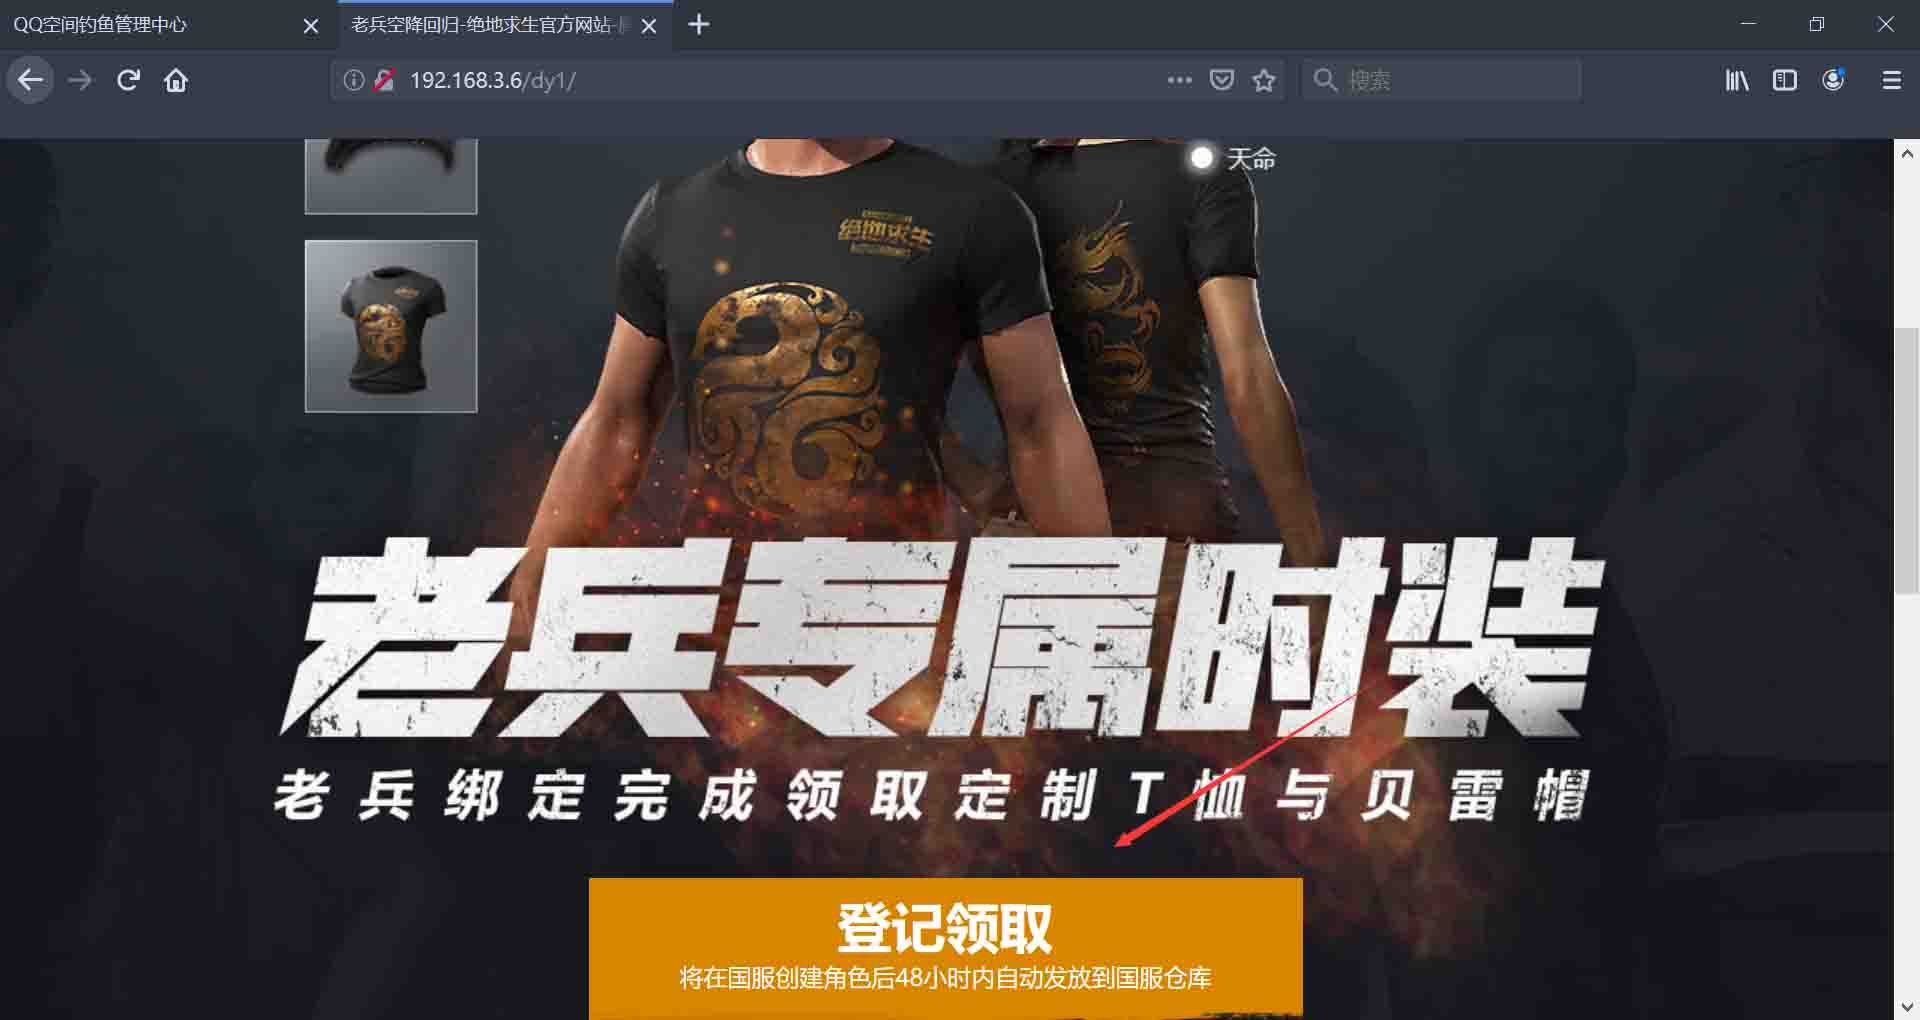 QQ空间钓鱼管理中心
老兵空降回归-绝地求生官方网站-
192.168.3.6/dy1/
搜索
天命
绝地求生
老兵专属时装
老兵绑定完成领取定制T恤与贝雷帽
登记领取
将在国服创建角色后48小时内自动发放到国服仓库